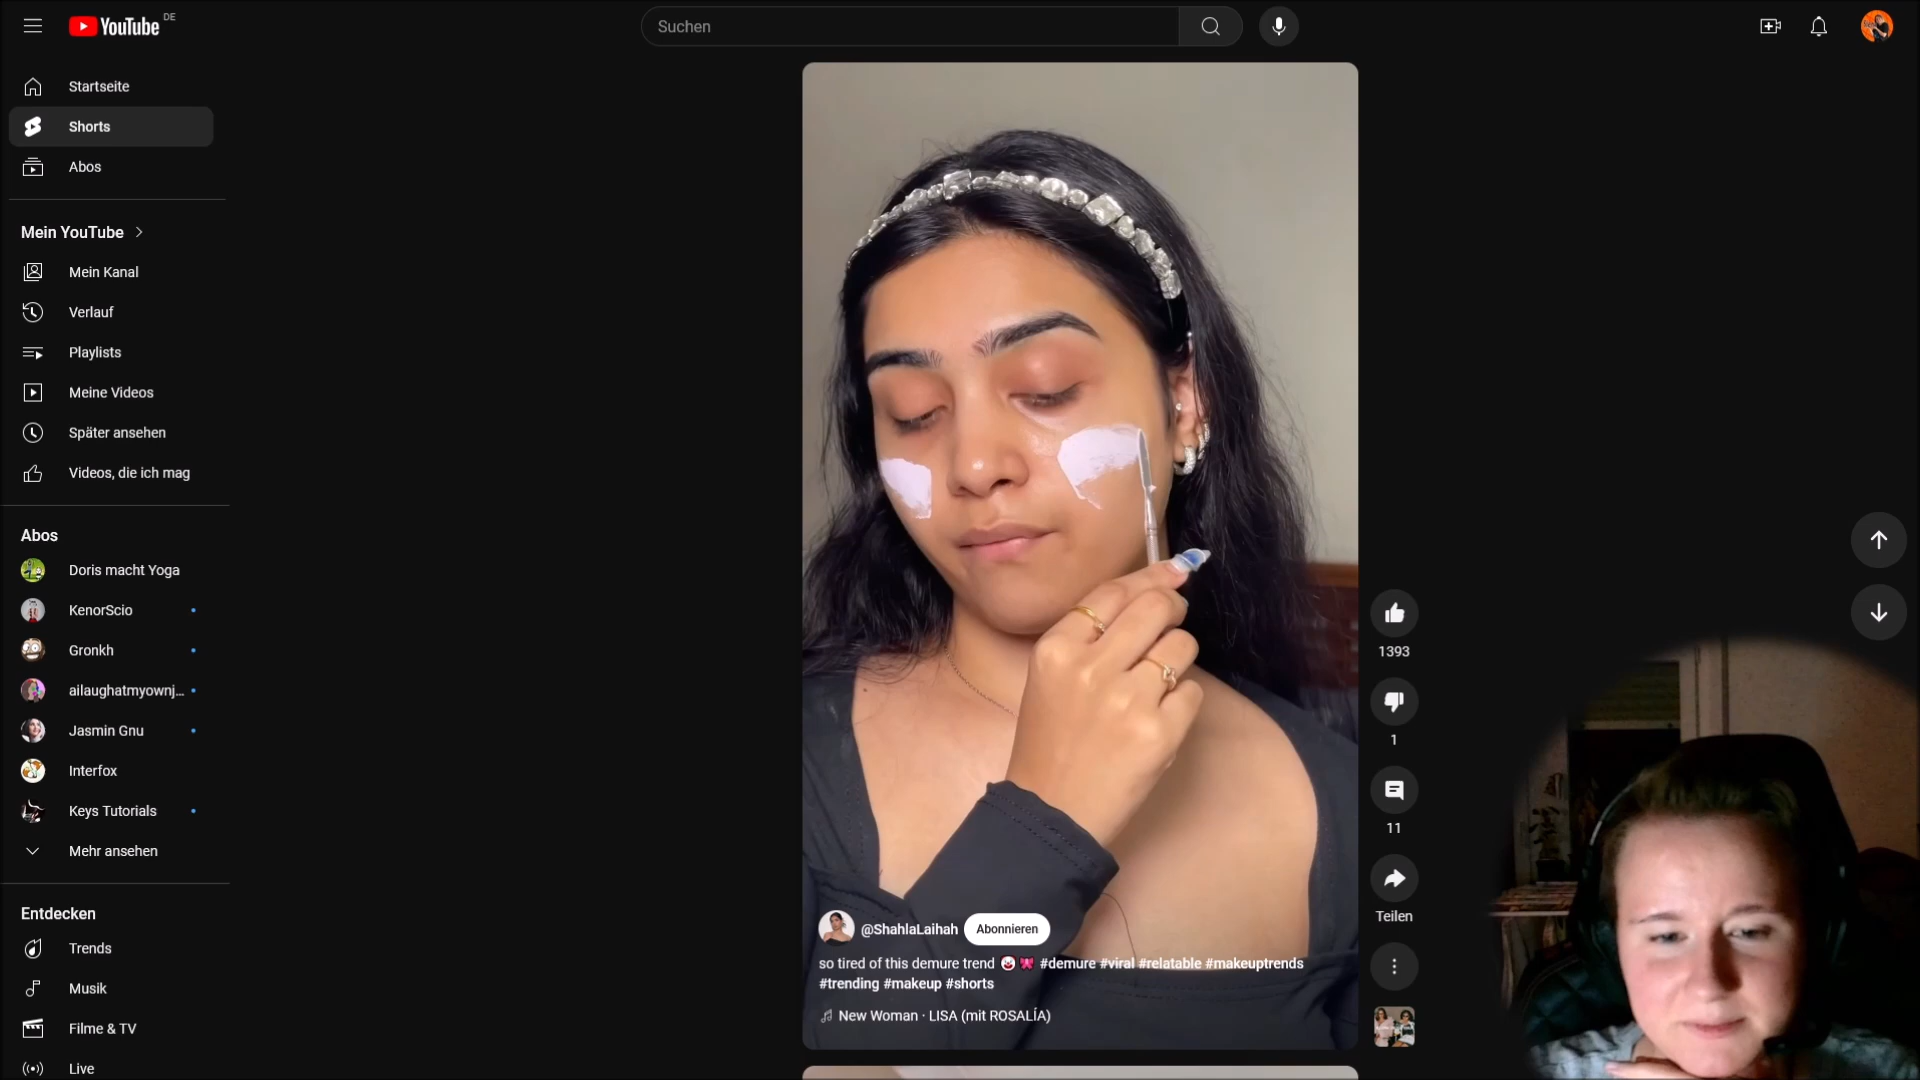 YouTube DE
Suchen
Startseite
Shorts
Abos
Mein YouTube
Mein Kanal
Verlauf
Playlists
Meine Videos
Später ansehen
Videos, die ich mag
Abos
Doris macht Yoga
KenorScio
Gronkh
ailaughatmyownj...
Jasmin Gnu
Interfox
Keys Tutorials
Mehr ansehen
Entdecken
Trends
Musik
Filme & TV
Live
1393
1
11
Teilen
@ShahlaLaihah Abonnieren
so tired of this demure trend 🤡🎀 #demure #viral #relatable #makeuptrends
#trending #makeup #shorts
New Woman · LISA (mit ROSALÍA)